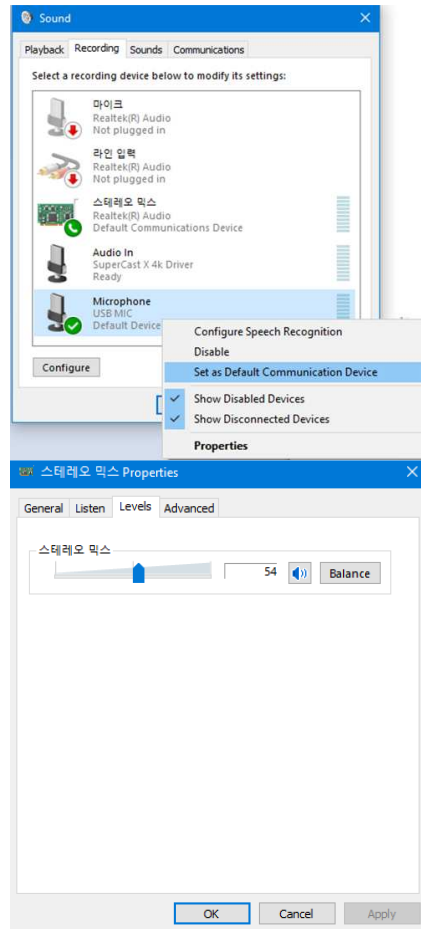 Sound
Playback Recording Sounds Communications
Select a recording device below to modify its settings:
마이크
Realtek(R) Audio
Not plugged in
라인 입력
Realtek(R) Audio
Not plugged in
스테레오 믹스
Realtek(R) Audio
Default Communications Device
Audio In
SuperCast X 4k Driver
Ready
Microphone
USB MIC
Default Device
Configure Speech Recognition
Disable
Set as Default Communication Device
Show Disabled Devices
Show Disconnected Devices
Properties
Configure
스테레오 믹스 Properties
General Listen Levels Advanced
스테레오 믹스
54 Balance
OK Cancel Apply